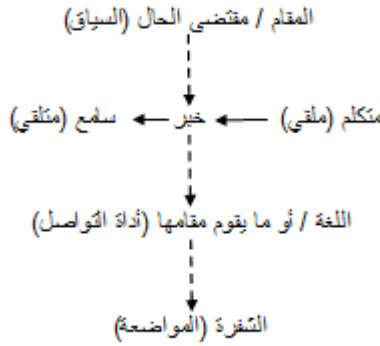 المقام / مقتضى الحال (السياق)
متكلم (ملقي) خبر سامع (متلقي)
اللغة / أو ما يقوم مقامها (أداة التواصل)
الشفرة (المواضعة)